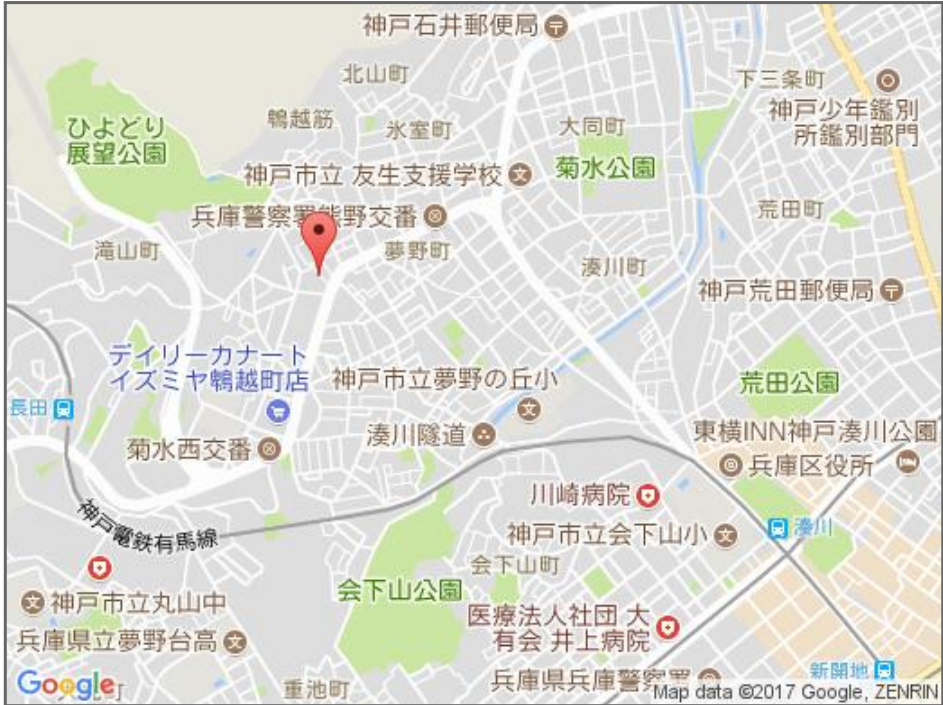 神戸石井郵便局
北山町
下三条町
神戸少年鑑別
所鑑別部門
鵯越筋
氷室町
大同町
ひよどり
展望公園
神戸市立 友生支援学校
菊水公園
兵庫警察署熊野交番
荒田町
滝山町
夢野町
湊川町
神戸荒田郵便局
デイリーカナート
イズミヤ鵯越町店
神戸市立夢野の丘小
荒田公園
長田
菊水西交番
湊川隧道
東横INN神戸湊川公園
兵庫区役所
川崎病院
神戸電鉄有馬線
神戸市立会下山小
湊川
会下山町
会下山公園
神戸市立丸山中
医療法人社団 大
有会 井上病院
兵庫県立夢野台高
新開地
兵庫県兵庫警察署
重池町
Google
町
Map data ©2017 Google, ZENRIN